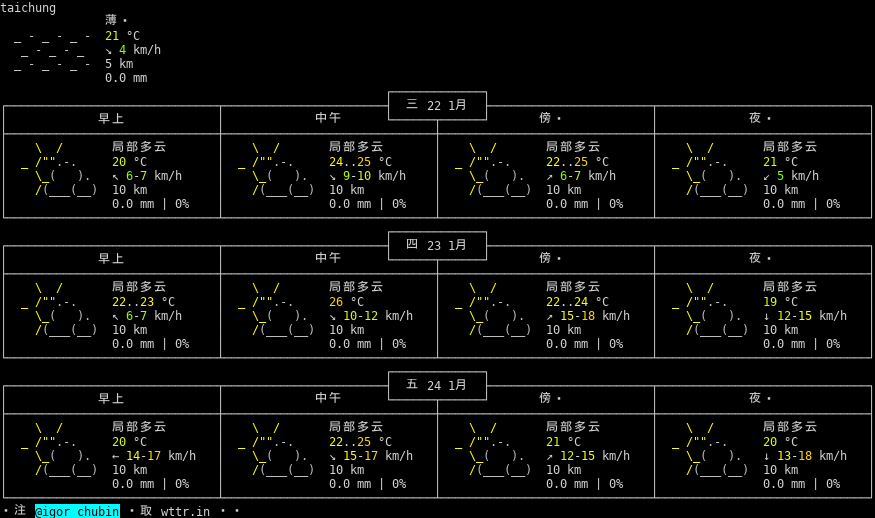 taichung
薄
21 °C
↘ 4 km/h
5 km
0.0 mm
三 22 1月
早上 中午 傍 夜
局部多云 局部多云 局部多云 局部多云
20 °C 24..25 °C 22..25 °C 21 °C
↖ 6-7 km/h ↘ 9-10 km/h ↗ 6-7 km/h ↙ 5 km/h
10 km 10 km 10 km 10 km
0.0 mm | 0% 0.0 mm | 0% 0.0 mm | 0% 0.0 mm | 0%
四 23 1月
早上 中午 傍 夜
局部多云 局部多云 局部多云 局部多云
22..23 °C 26 °C 22..24 °C 19 °C
↖ 6-7 km/h ↘ 10-12 km/h ↗ 15-18 km/h ↓ 12-15 km/h
10 km 10 km 10 km 10 km
0.0 mm | 0% 0.0 mm | 0% 0.0 mm | 0% 0.0 mm | 0%
五 24 1月
早上 中午 傍 夜
局部多云 局部多云 局部多云 局部多云
20 °C 22..25 °C 21 °C 20 °C
← 14-17 km/h ↘ 15-17 km/h ↗ 12-15 km/h ↓ 13-18 km/h
10 km 10 km 10 km 10 km
0.0 mm | 0% 0.0 mm | 0% 0.0 mm | 0% 0.0 mm | 0%
注 @igor_chubin 取 wttr.in